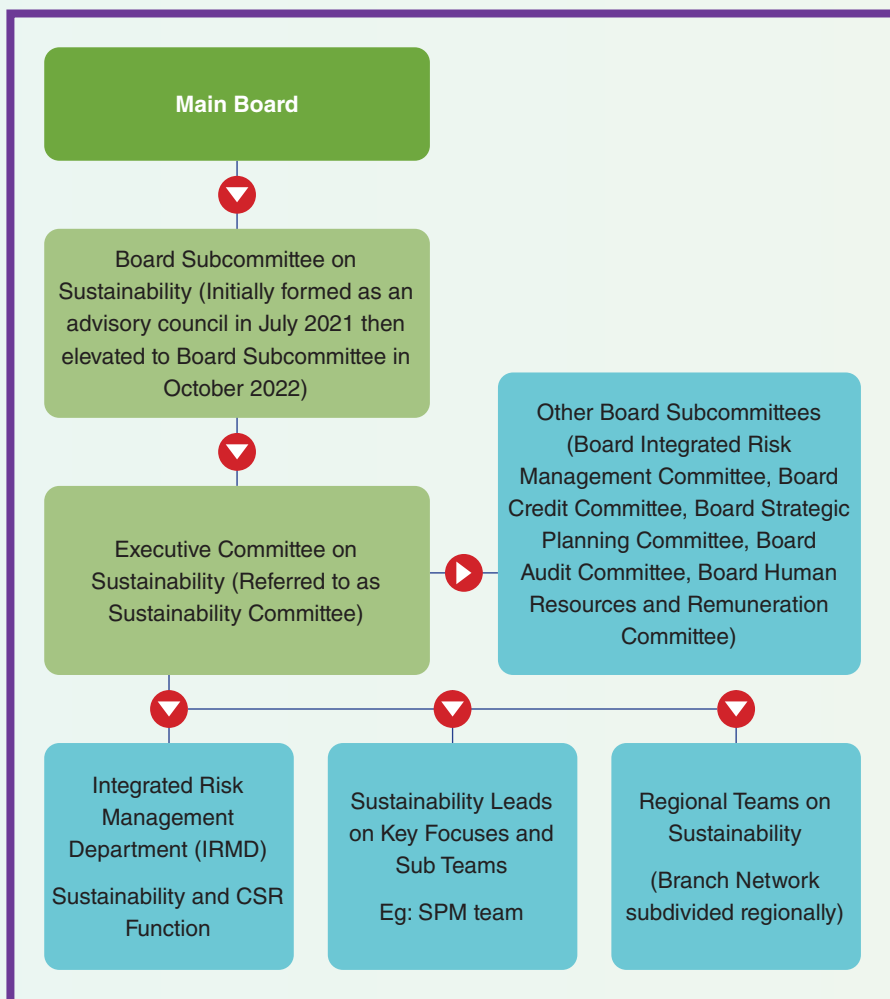 Main Board
Board Subcommittee on
Sustainability (Initially formed as an
advisory council in July 2021 then
elevated to Board Subcommittee in
October 2022)
Executive Committee on
Sustainability (Referred to as
Sustainability Committee)
Other Board Subcommittees
(Board Integrated Risk
Management Committee, Board
Credit Committee, Board Strategic
Planning Committee, Board
Audit Committee, Board Human
Resources and Remuneration
Committee)
Integrated Risk
Management
Department (IRMD)
Sustainability and CSR
Function
Sustainability Leads
on Key Focuses and
Sub Teams
Eg: SPM team
Regional Teams on
Sustainability
(Branch Network
subdivided regionally)